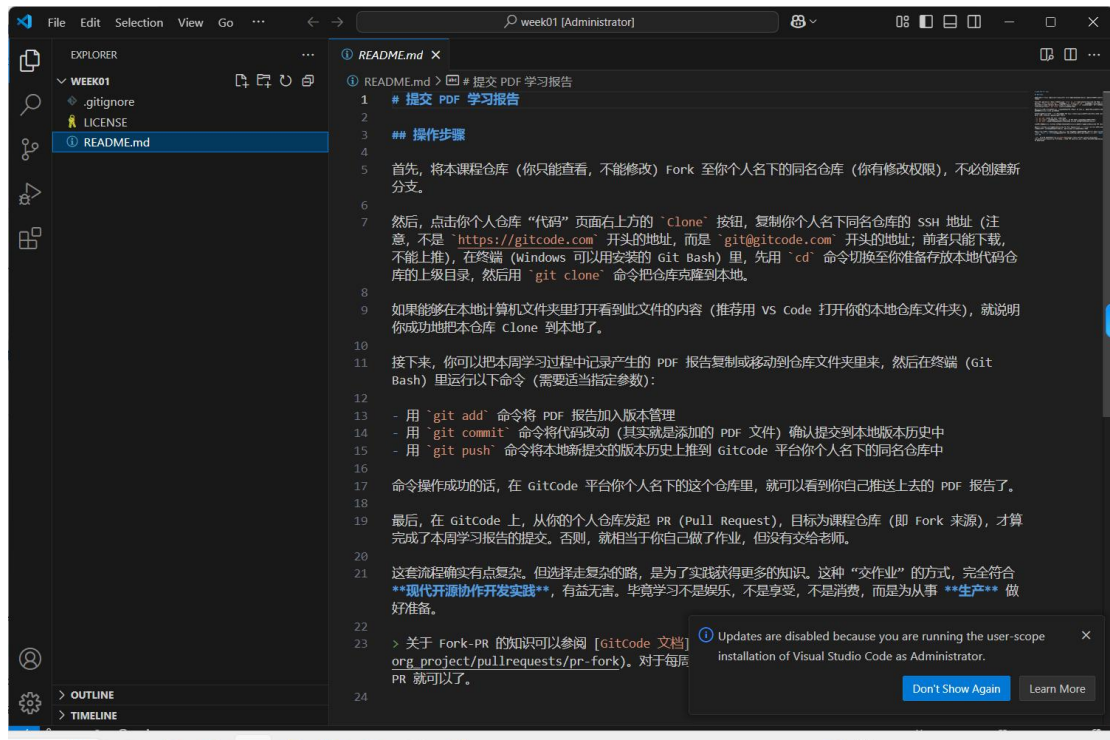 File Edit Selection View Go ··· week01 [Administrator]
EXPLORER ···
WEEK01
.gitignore
LICENSE
README.md
OUTLINE
TIMELINE
README.md
README.md > # 提交 PDF 学习报告
1 # 提交 PDF 学习报告
2
3 ## 操作步骤
4
5 首先，将本课程仓库（你只能查看，不能修改）Fork 至你个人名下的同名仓库（你有修改权限），不必创建新
分支。
6
7 然后，点击你个人仓库“代码”页面右上方的 `Clone` 按钮，复制你个人名下同名仓库的 SSH 地址（注
意，不是 `https://gitcode.com` 开头的地址，而是 `git@gitcode.com` 开头的地址；前者只能下载，
不能上推），在终端（Windows 可以用安装的 Git Bash）里，先用 `cd` 命令切换至你准备存放本地代码仓
库的上级目录，然后用 `git clone` 命令把仓库克隆到本地。
8
9 如果能够在本地计算机文件夹里打开看到此文件的内容（推荐用 VS Code 打开你的本地仓库文件夹），就说明
你成功地把本仓库 Clone 到本地了。
10
11 接下来，你可以把本周学习过程中记录产生的 PDF 报告复制或移动到仓库文件夹里来，然后在终端（Git
Bash）里运行以下命令（需要适当指定参数）：
12
13 - 用 `git add` 命令将 PDF 报告加入版本管理
14 - 用 `git commit` 命令将代码改动（其实就是添加的 PDF 文件）确认提交到本地版本历史中
15 - 用 `git push` 命令将本地新提交的版本历史上推到 GitCode 平台你个人名下的同名仓库中
16
17 命令操作成功的话，在 GitCode 平台你个人名下的这个仓库里，就可以看到你自己推送上去的 PDF 报告了。
18
19 最后，在 GitCode 上，从你的个人仓库发起 PR（Pull Request），目标为课程仓库（即 Fork 来源），才算
完成了本周学习报告的提交。否则，就相当于你自己做了作业，但没有交给老师。
20
21 这套流程确实有点复杂。但选择走复杂的路，是为了实践获得更多的知识。这种“交作业”的方式，完全符合
**现代开源协作开发实践**，有益无害。毕竟学习不是娱乐，不是享受，不是消费，而是为从事 **生产** 做
好准备。
22
23 > 关于 Fork-PR 的知识可以参阅 [GitCode 文档]
org_project/pullrequests/pr-fork)。对于每周
PR 就可以了。
24
Updates are disabled because you are running the user-scope
installation of Visual Studio Code as Administrator.
Don't Show Again Learn More